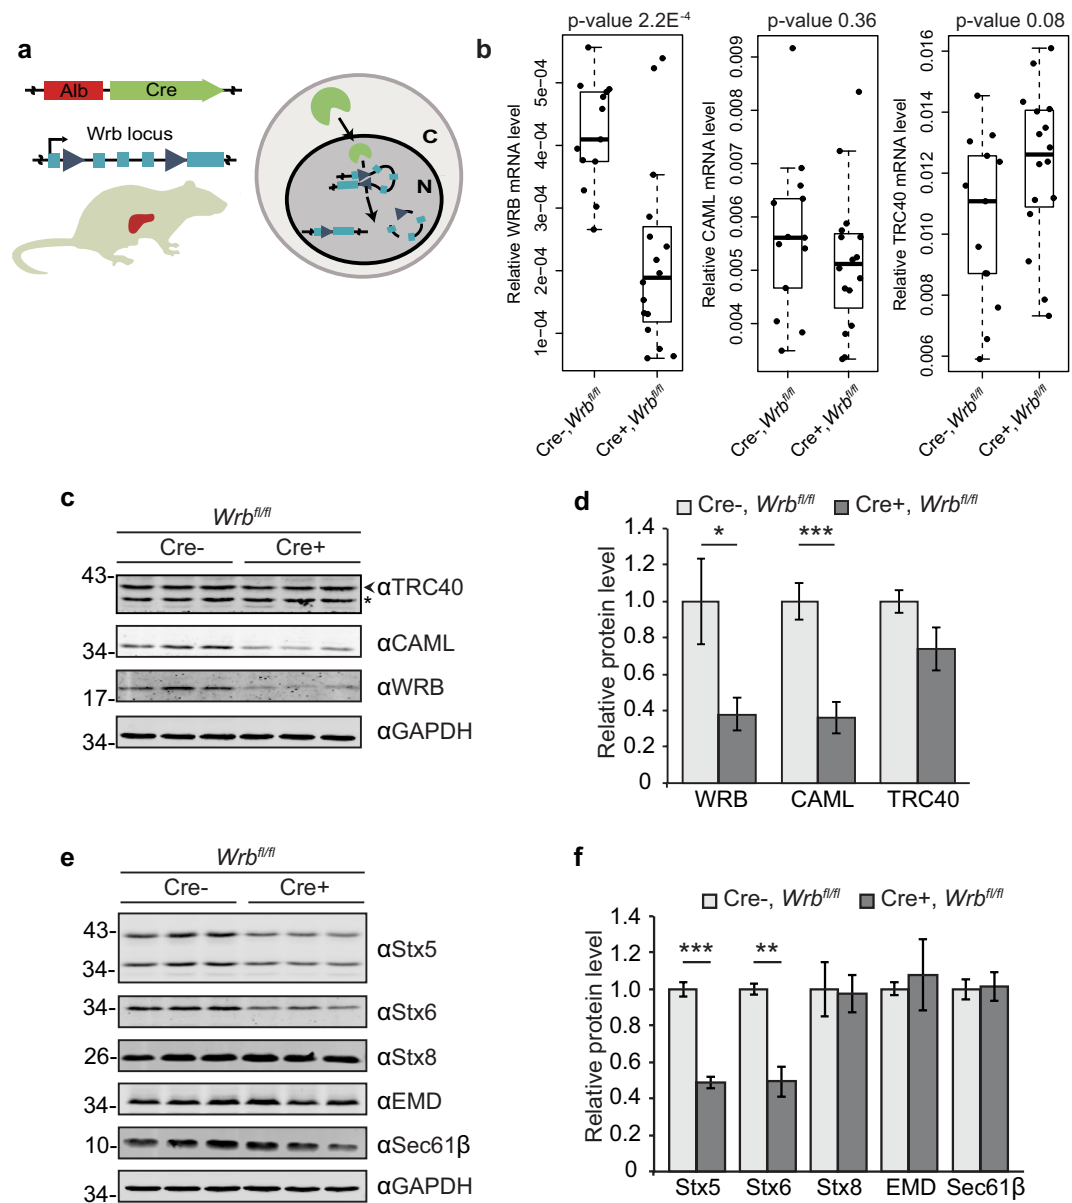 a
Alb
Cre
Wrb locus
C
N
b
p-value 2.2E-4
p-value 0.36
p-value 0.08
Relative WRB mRNA level
1e-04
2e-04
3e-04
4e-04
5e-04
Cre-, Wrbfl/fl
Cre+, Wrbfl/fl
Relative CAML mRNA level
0.004
0.005
0.006
0.007
0.008
0.009
Cre-, Wrbfl/fl
Cre+, Wrbfl/fl
Relative TRC40 mRNA level
0.006
0.008
0.010
0.012
0.014
0.016
Cre-, Wrbfl/fl
Cre+, Wrbfl/fl
c
Wrbfl/fl
Cre- Cre+
43-
αTRC40
*
34-
αCAML
17-
αWRB
34-
αGAPDH
d
Cre-, Wrbfl/fl
Cre+, Wrbfl/fl
Relative protein level
1.4
1.2
1.0
0.8
0.6
0.4
0.2
0
*
***
WRB CAML TRC40
e
Wrbfl/fl
Cre- Cre+
43-
34-
αStx5
34-
αStx6
26-
αStx8
34-
αEMD
10-
αSec61β
34-
αGAPDH
f
Cre-, Wrbfl/fl
Cre+, Wrbfl/fl
Relative protein level
1.4
1.2
1.0
0.8
0.6
0.4
0.2
0
***
**
Stx5 Stx6 Stx8 EMD Sec61β